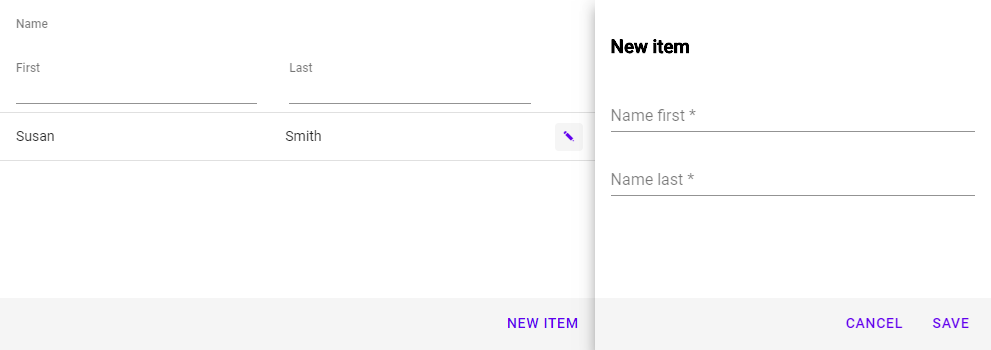 Name
First Last
Susan Smith
NEW ITEM
New item
Name first *
Name last *
CANCEL SAVE